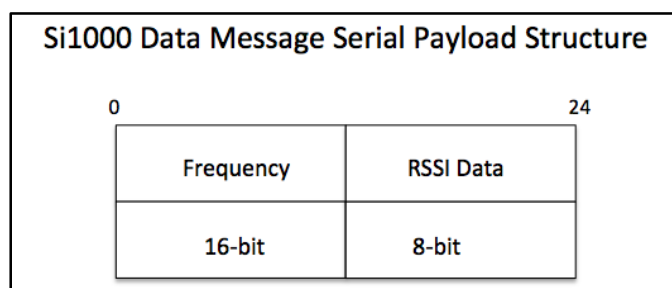 Si1000 Data Message Serial Payload Structure
0 24
Frequency RSSI Data
16-bit 8-bit